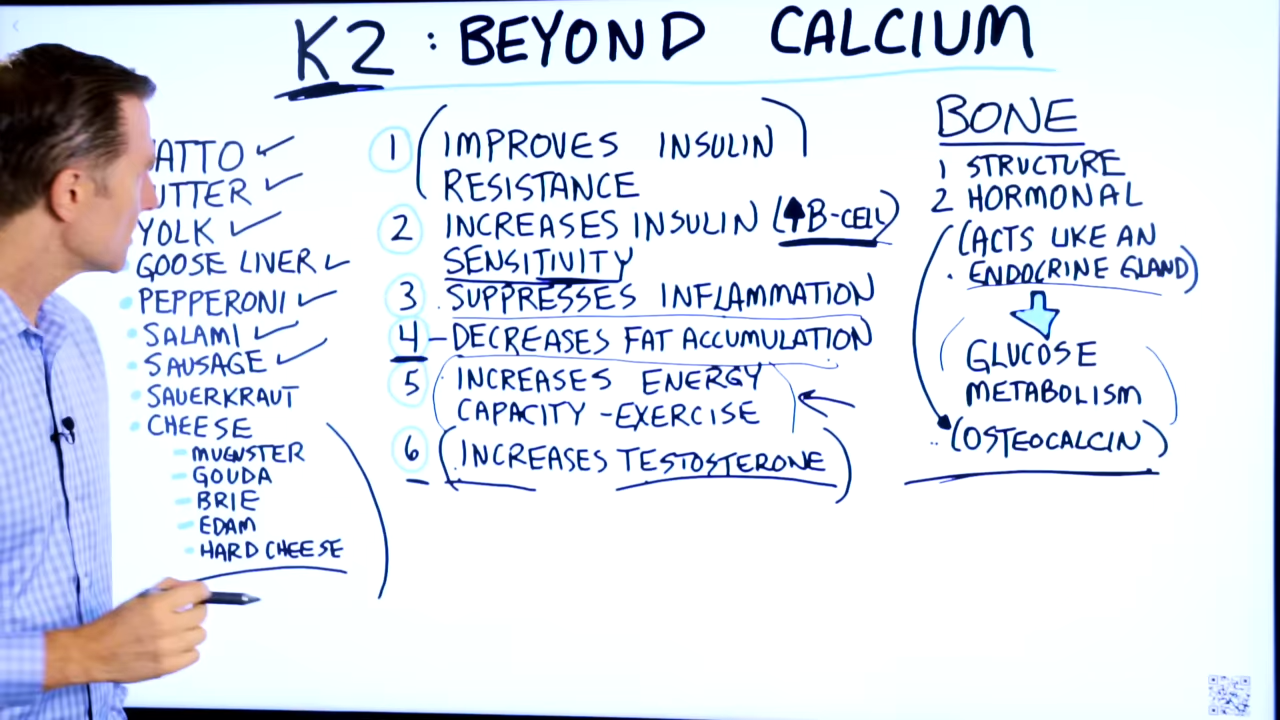 K2 : BEYOND CALCIUM
ATTO
UTTER
YOLK
GOOSE LIVER
PEPPERONI
SALAMI
SAUSAGE
SAUERKRAUT
CHEESE
MUENSTER
GOUDA
BRIE
EDAM
HARD CHEESE
1 IMPROVES INSULIN
RESISTANCE
2 INCREASES INSULIN (↑B-CELL)
SENSITIVITY
3 SUPPRESSES INFLAMMATION
4 - DECREASES FAT ACCUMULATION
5 INCREASES ENERGY
CAPACITY - EXERCISE
6 (INCREASES TESTOSTERONE)
BONE
1 STRUCTURE
2 HORMONAL
(ACTS LIKE AN
ENDOCRINE GLAND)
GLUCOSE
METABOLISM
(OSTEOCALCIN)